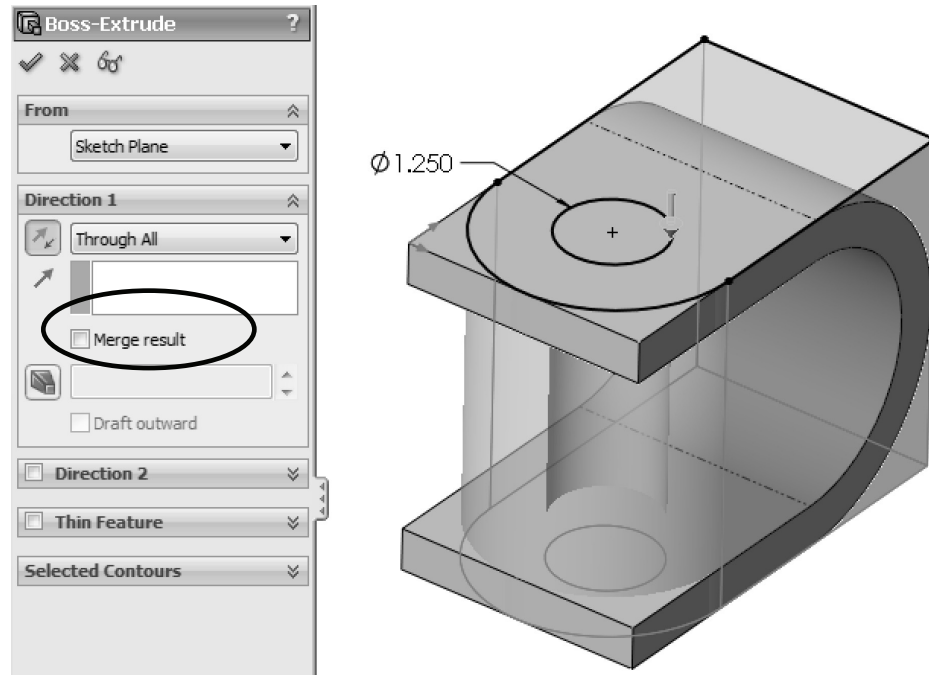 Boss-Extrude ?
From
Sketch Plane
Direction 1
Through All
Merge result
Draft outward
Direction 2
Thin Feature
Selected Contours
Ø1.250